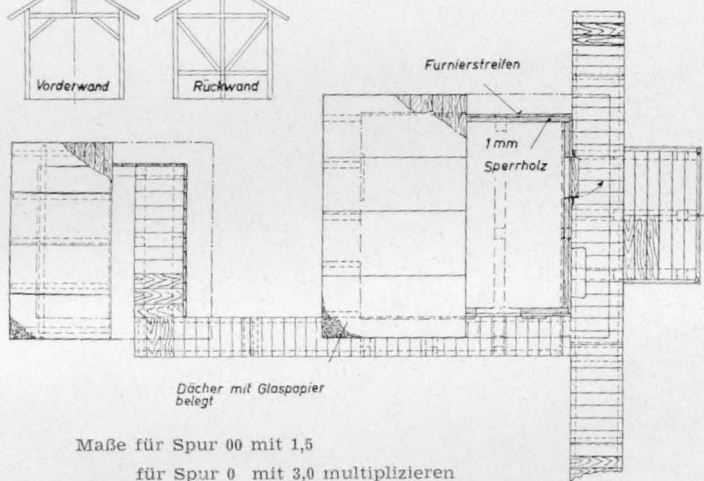 Vorderwand
Rückwand
Furnierstreifen
1 mm
Sperrholz
Dächer mit Glaspapier
belegt
Maße für Spur 00 mit 1,5
für Spur 0 mit 3,0 multiplizieren